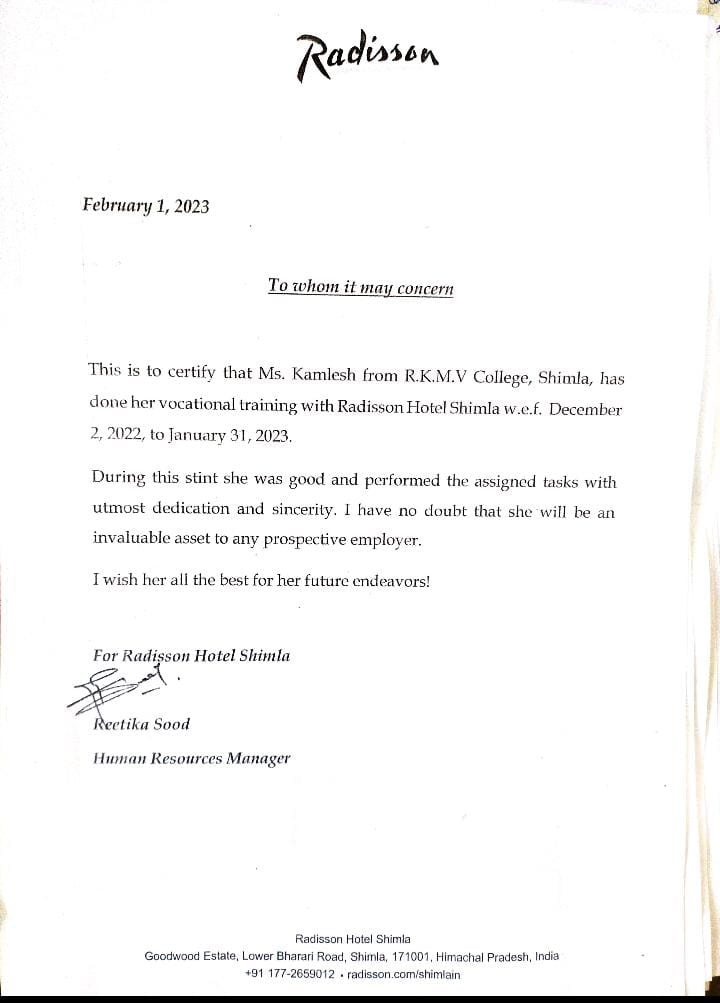 Radisson
February 1, 2023
To whom it may concern
This is to certify that Ms. Kamlesh from R.K.M.V College, Shimla, has
done her vocational training with Radisson Hotel Shimla w.e.f. December
2, 2022, to January 31, 2023.
During this stint she was good and performed the assigned tasks with
utmost dedication and sincerity. I have no doubt that she will be an
invaluable asset to any prospective employer.
I wish her all the best for her future endeavors!
For Radisson Hotel Shimla
Reetika Sood
Human Resources Manager
Radisson Hotel Shimla
Goodwood Estate, Lower Bharari Road, Shimla, 171001, Himachal Pradesh, India
+91 177-2659012 • radisson.com/shimlain